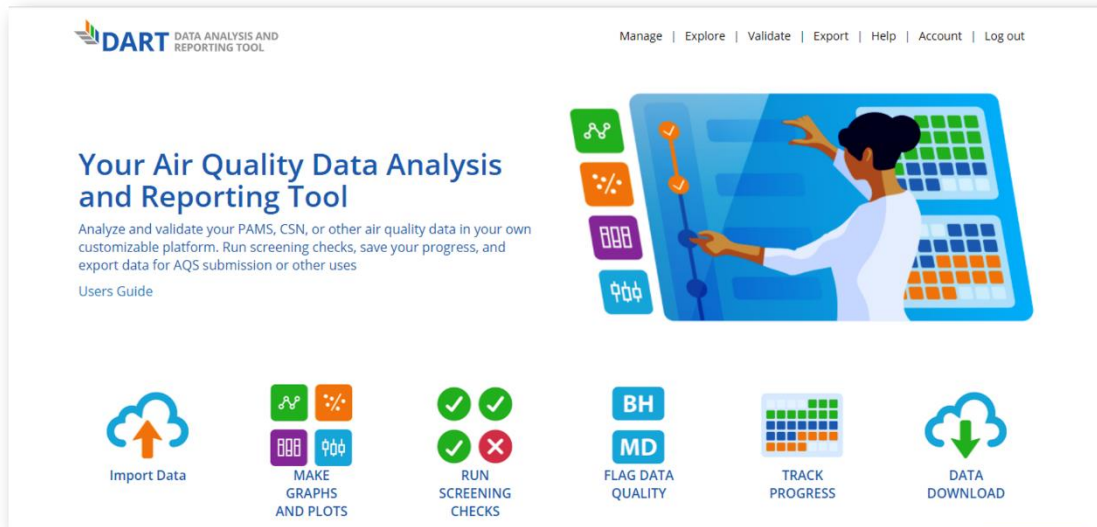 DART DATA ANALYSIS AND
REPORTING TOOL
Manage | Explore | Validate | Export | Help | Account | Log out
Your Air Quality Data Analysis
and Reporting Tool
Analyze and validate your PAMS, CSN, or other air quality data in your own
customizable platform. Run screening checks, save your progress, and
export data for AQS submission or other uses
Users Guide
BH
MD
Import Data
MAKE
GRAPHS
AND PLOTS
RUN
SCREENING
CHECKS
FLAG DATA
QUALITY
TRACK
PROGRESS
DATA
DOWNLOAD